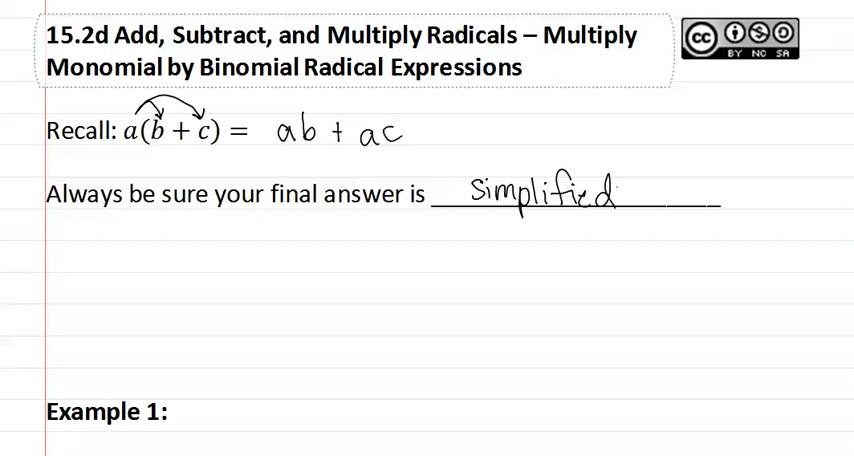 15.2d Add, Subtract, and Multiply Radicals – Multiply
Monomial by Binomial Radical Expressions
cc BY NC SA
Recall: a(b + c) = ab + ac
Always be sure your final answer is simplified
Example 1: